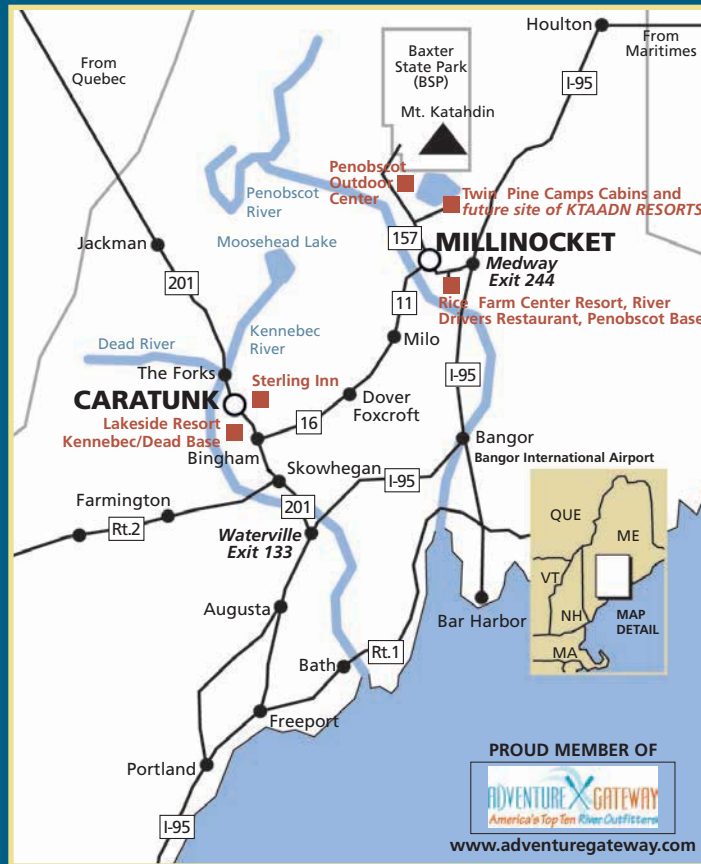 Houlton
From
Maritimes
Baxter
State Park
(BSP)
I-95
From
Quebec
Mt. Katahdin
Penobscot
Outdoor
Center
Twin Pine Camps Cabins and
future site of KTAADN RESORTS
Penobscot
River
157
MILLINOCKET
Jackman
Moosehead Lake
Medway
Exit 244
201
11
Rice Farm Center Resort, River
Drivers Restaurant, Penobscot Base
Kennebec
River
Dead River
Milo
The Forks
I-95
Sterling Inn
CARATUNK
Dover
Foxcroft
Lakeside Resort
Kennebec/Dead Base
16
Bingham
Bangor
Bangor International Airport
Skowhegan
I-95
Farmington
201
Rt.2
Waterville
Exit 133
QUE
ME
VT
NH
MAP
DETAIL
MA
Augusta
Bar Harbor
Rt.1
Bath
Freeport
Portland
I-95
PROUD MEMBER OF
ADVENTURE GATEWAY
America's Top Ten River Outfitters
www.adventuregateway.com